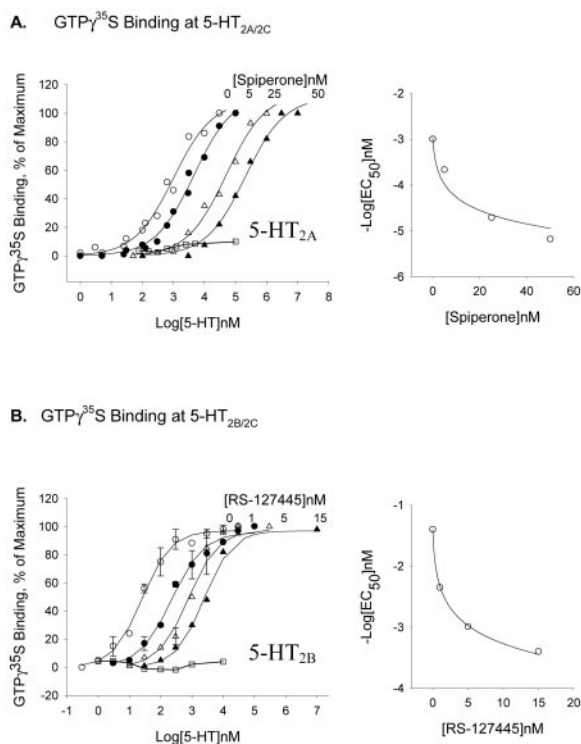 A. GTPγ³⁵S Binding at 5-HT₂A/₂C
[Spiperone]nM
0 5 25 50
120
100
80
60
40
20
0
GTPγ³⁵S Binding, % of Maximum
5-HT₂A
0 1 2 3 4 5 6 7 8
Log[5-HT]nM
-2
-3
-4
-5
-6
-Log[EC₅₀]nM
0 20 40 60
[Spiperone]nM
B. GTPγ³⁵S Binding at 5-HT₂B/₂C
[RS-127445]nM
0 1 5 15
120
100
80
60
40
20
0
-20
GTPγ³⁵S Binding, % of Maximum
5-HT₂B
-1 0 1 2 3 4 5 6 7
Log[5-HT]nM
-1
-2
-3
-4
-Log[EC₅₀]nM
0 5 10 15 20
[RS-127445]nM